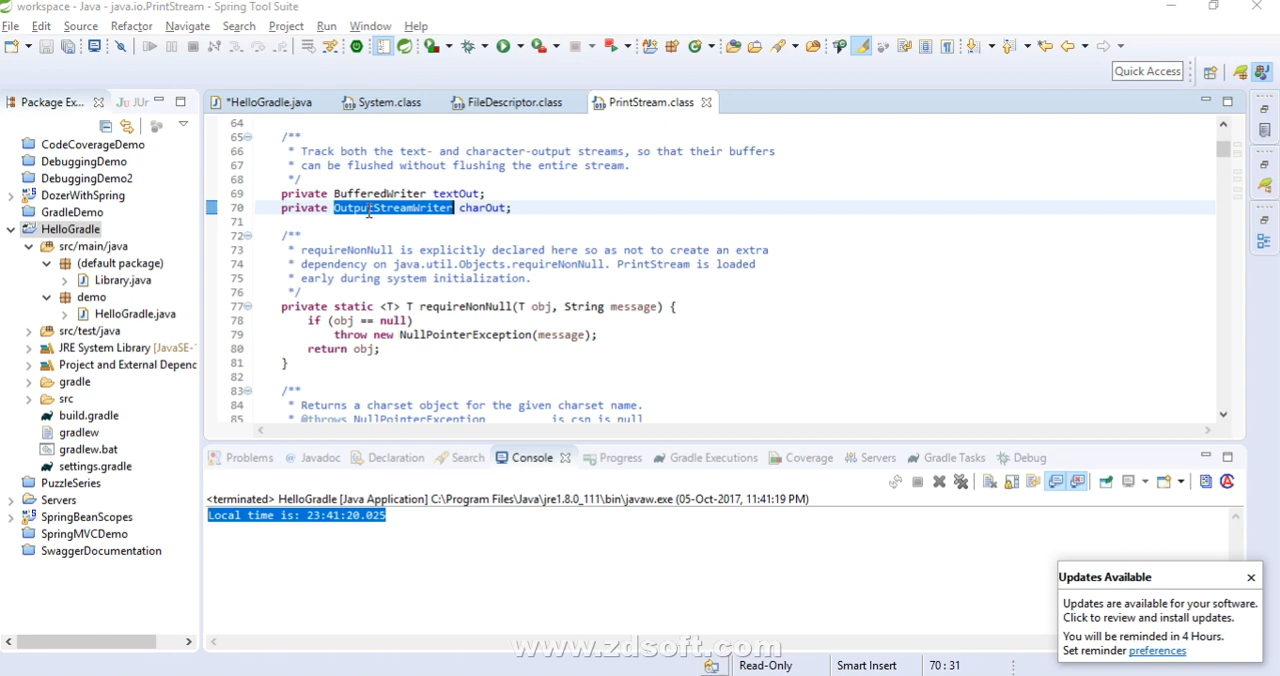 workspace - Java - java.io.PrintStream - Spring Tool Suite
File Edit Source Refactor Navigate Search Project Run Window Help
Quick Access
Package Ex... Ju JUr
*HelloGradle.java System.class FileDescriptor.class PrintStream.class
CodeCoverageDemo
DebuggingDemo
DebuggingDemo2
DozerWithSpring
GradleDemo
HelloGradle
src/main/java
(default package)
Library.java
demo
HelloGradle.java
src/test/java
JRE System Library [JavaSE-1
Project and External Depend
gradle
src
build.gradle
gradlew
gradlew.bat
settings.gradle
PuzzleSeries
Servers
SpringBeanScopes
SpringMVCDemo
SwaggerDocumentation
64
65 /**
66 * Track both the text- and character-output streams, so that their buffers
67 * can be flushed without flushing the entire stream.
68 */
69 private BufferedWriter textOut;
70 private OutputStreamWriter charOut;
71
72 /**
73 * requireNonNull is explicitly declared here so as not to create an extra
74 * dependency on java.util.Objects.requireNonNull. PrintStream is loaded
75 * early during system initialization.
76 */
77 private static <T> T requireNonNull(T obj, String message) {
78 if (obj == null)
79 throw new NullPointerException(message);
80 return obj;
81 }
82
83 /**
84 * Returns a charset object for the given charset name.
85 * @throws NullPointerException is csn is null
Problems Javadoc Declaration Search Console Progress Gradle Executions Coverage Servers Gradle Tasks Debug
<terminated> HelloGradle [Java Application] C:\Program Files\Java\jre1.8.0_111\bin\javaw.exe (05-Oct-2017, 11:41:19 PM)
Local time is: 23:41:20.025
Updates Available
Updates are available for your software.
Click to review and install updates.
You will be reminded in 4 Hours.
Set reminder preferences
www.zdsoft.com
Read-Only Smart Insert 70 : 31